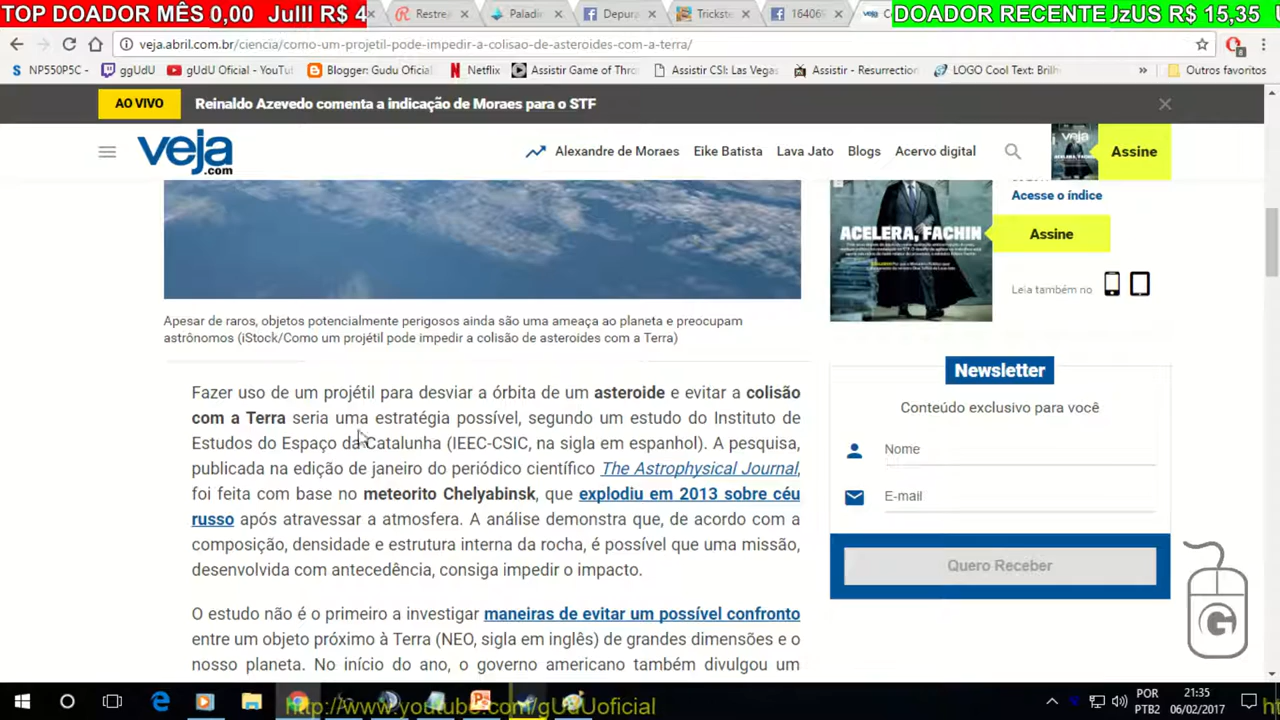 TOP DOADOR MÊS 0,00 JulII R$ 4
DOADOR RECENTE JzUS R$ 15,35
Restre
Paladin
Depura
Trickste
16406
veja.abril.com.br/ciencia/como-um-projetil-pode-impedir-a-colisao-de-asteroides-com-a-terra/
NP550P5C -
ggUdU
gUdU Oficial - YouTu
Blogger: Gudu Oficial
Netflix
Assistir Game of Thro
Assistir CSI: Las Vegas
Assistir - Resurrection
LOGO Cool Text: Brilh
Outros favoritos
AO VIVO
Reinaldo Azevedo comenta a indicação de Moraes para o STF
veja
.com
Alexandre de Moraes
Eike Batista
Lava Jato
Blogs
Acervo digital
Assine
Acesse o índice
ACELERA, FACHIN
Assine
Leia também no
Apesar de raros, objetos potencialmente perigosos ainda são uma ameaça ao planeta e preocupam
astrônomos (iStock/Como um projétil pode impedir a colisão de asteroides com a Terra)
Fazer uso de um projétil para desviar a órbita de um asteroide e evitar a colisão
com a Terra seria uma estratégia possível, segundo um estudo do Instituto de
Estudos do Espaço da Catalunha (IEEC-CSIC, na sigla em espanhol). A pesquisa,
publicada na edição de janeiro do periódico científico The Astrophysical Journal,
foi feita com base no meteorito Chelyabinsk, que explodiu em 2013 sobre céu
russo após atravessar a atmosfera. A análise demonstra que, de acordo com a
composição, densidade e estrutura interna da rocha, é possível que uma missão,
desenvolvida com antecedência, consiga impedir o impacto.
O estudo não é o primeiro a investigar maneiras de evitar um possível confronto
entre um objeto próximo à Terra (NEO, sigla em inglês) de grandes dimensões e o
nosso planeta. No início do ano, o governo americano também divulgou um
Newsletter
Conteúdo exclusivo para você
Nome
E-mail
Quero Receber
http://www.youtube.com/gUdUoficial
POR
PTB2
21:35
06/02/2017